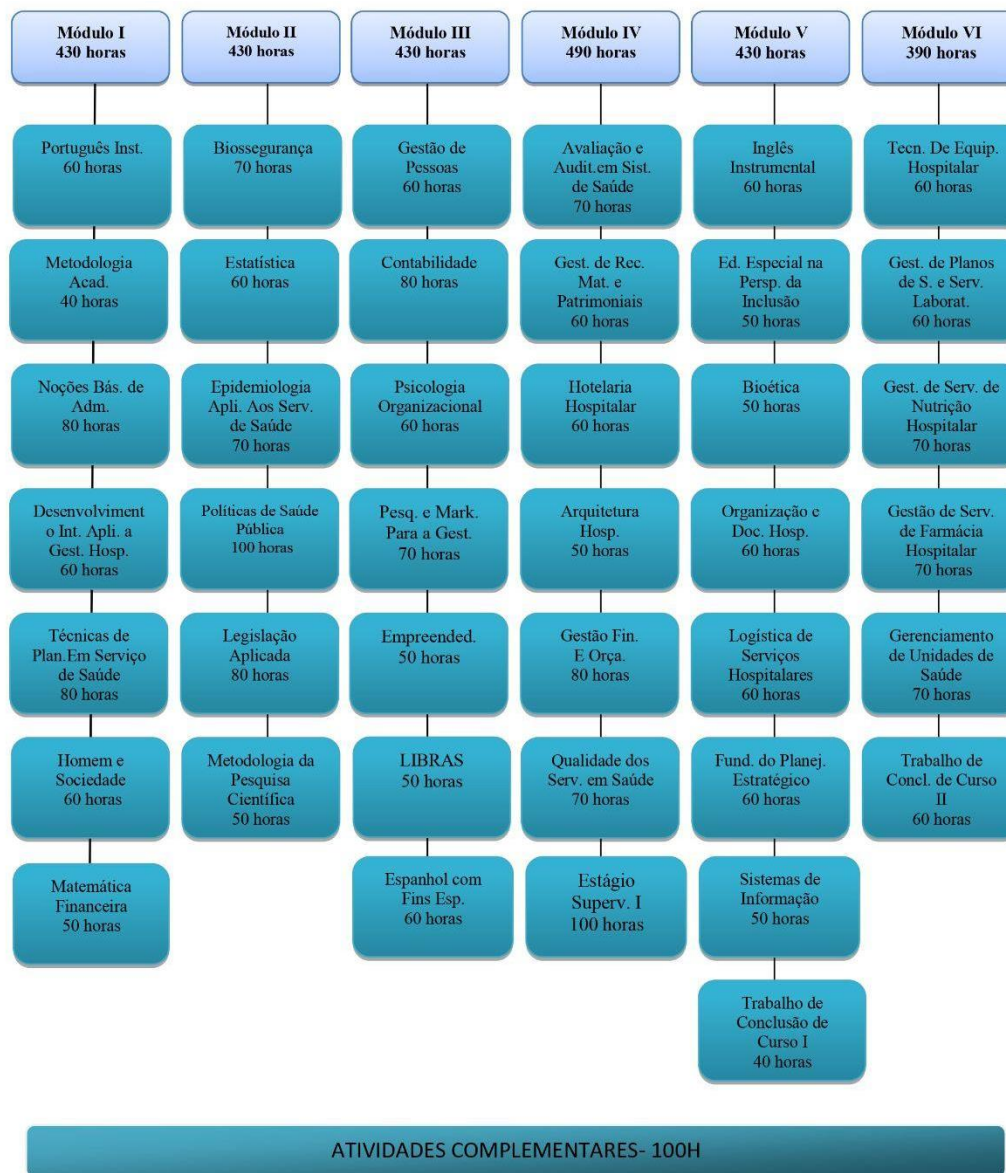 Módulo I
430 horas
Português Inst.
60 horas
Metodologia
Acad.
40 horas
Noções Bás. de
Adm.
80 horas
Desenvolviment
o Int. Apli. a
Gest. Hosp.
60 horas
Técnicas de
Plan.Em Serviço
de Saúde
80 horas
Homem e
Sociedade
60 horas
Matemática
Financeira
50 horas
Módulo II
430 horas
Biossegurança
70 horas
Estatística
60 horas
Epidemiologia
Apli. Aos Serv.
de Saúde
70 horas
Políticas de Saúde
Pública
100 horas
Legislação
Aplicada
80 horas
Metodologia da
Pesquisa
Científica
50 horas
Módulo III
430 horas
Gestão de
Pessoas
60 horas
Contabilidade
80 horas
Psicologia
Organizacional
60 horas
Pesq. e Mark.
Para a Gest.
70 horas
Empreended.
50 horas
LIBRAS
50 horas
Espanhol com
Fins Esp.
60 horas
Módulo IV
490 horas
Avaliação e
Audit.em Sist.
de Saúde
70 horas
Gest. de Rec.
Mat. e
Patrimoniais
60 horas
Hotelaria
Hospitalar
60 horas
Arquitetura
Hosp.
50 horas
Gestão Fin.
E Orça.
80 horas
Qualidade dos
Serv. em Saúde
70 horas
Estágio
Superv. I
100 horas
Módulo V
430 horas
Inglês
Instrumental
60 horas
Ed. Especial na
Persp. da
Inclusão
50 horas
Bioética
50 horas
Organização e
Doc. Hosp.
60 horas
Logística de
Serviços
Hospitalares
60 horas
Fund. do Planej.
Estratégico
60 horas
Sistemas de
Informação
50 horas
Trabalho de
Conclusão de
Curso I
40 horas
Módulo VI
390 horas
Tecn. De Equip.
Hospitalar
60 horas
Gest. de Planos
de S. e Serv.
Laborat.
60 horas
Gest. de Serv. de
Nutrição
Hospitalar
70 horas
Gestão de Serv.
de Farmácia
Hospitalar
70 horas
Gerenciamento
de Unidades de
Saúde
70 horas
Trabalho de
Concl. de Curso
II
60 horas
ATIVIDADES COMPLEMENTARES- 100H